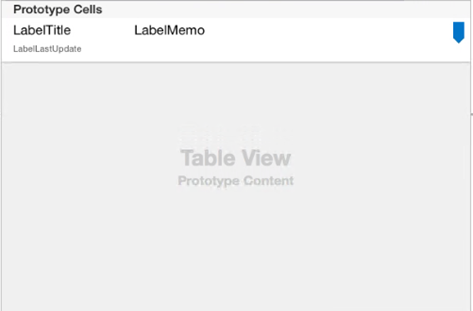 Prototype Cells
LabelTitle LabelMemo
LabelLastUpdate
Table View
Prototype Content